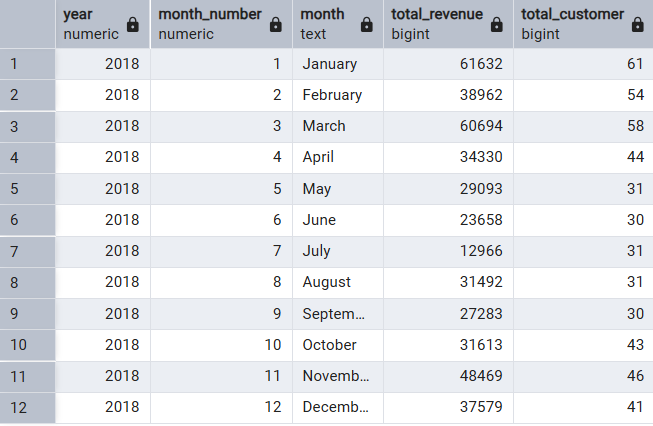 year month_number month total_revenue total_customer
numeric numeric text bigint bigint
1 2018 1 January 61632 61
2 2018 2 February 38962 54
3 2018 3 March 60694 58
4 2018 4 April 34330 44
5 2018 5 May 29093 31
6 2018 6 June 23658 30
7 2018 7 July 12966 31
8 2018 8 August 31492 31
9 2018 9 Septem... 27283 30
10 2018 10 October 31613 43
11 2018 11 Novemb... 48469 46
12 2018 12 Decemb... 37579 41